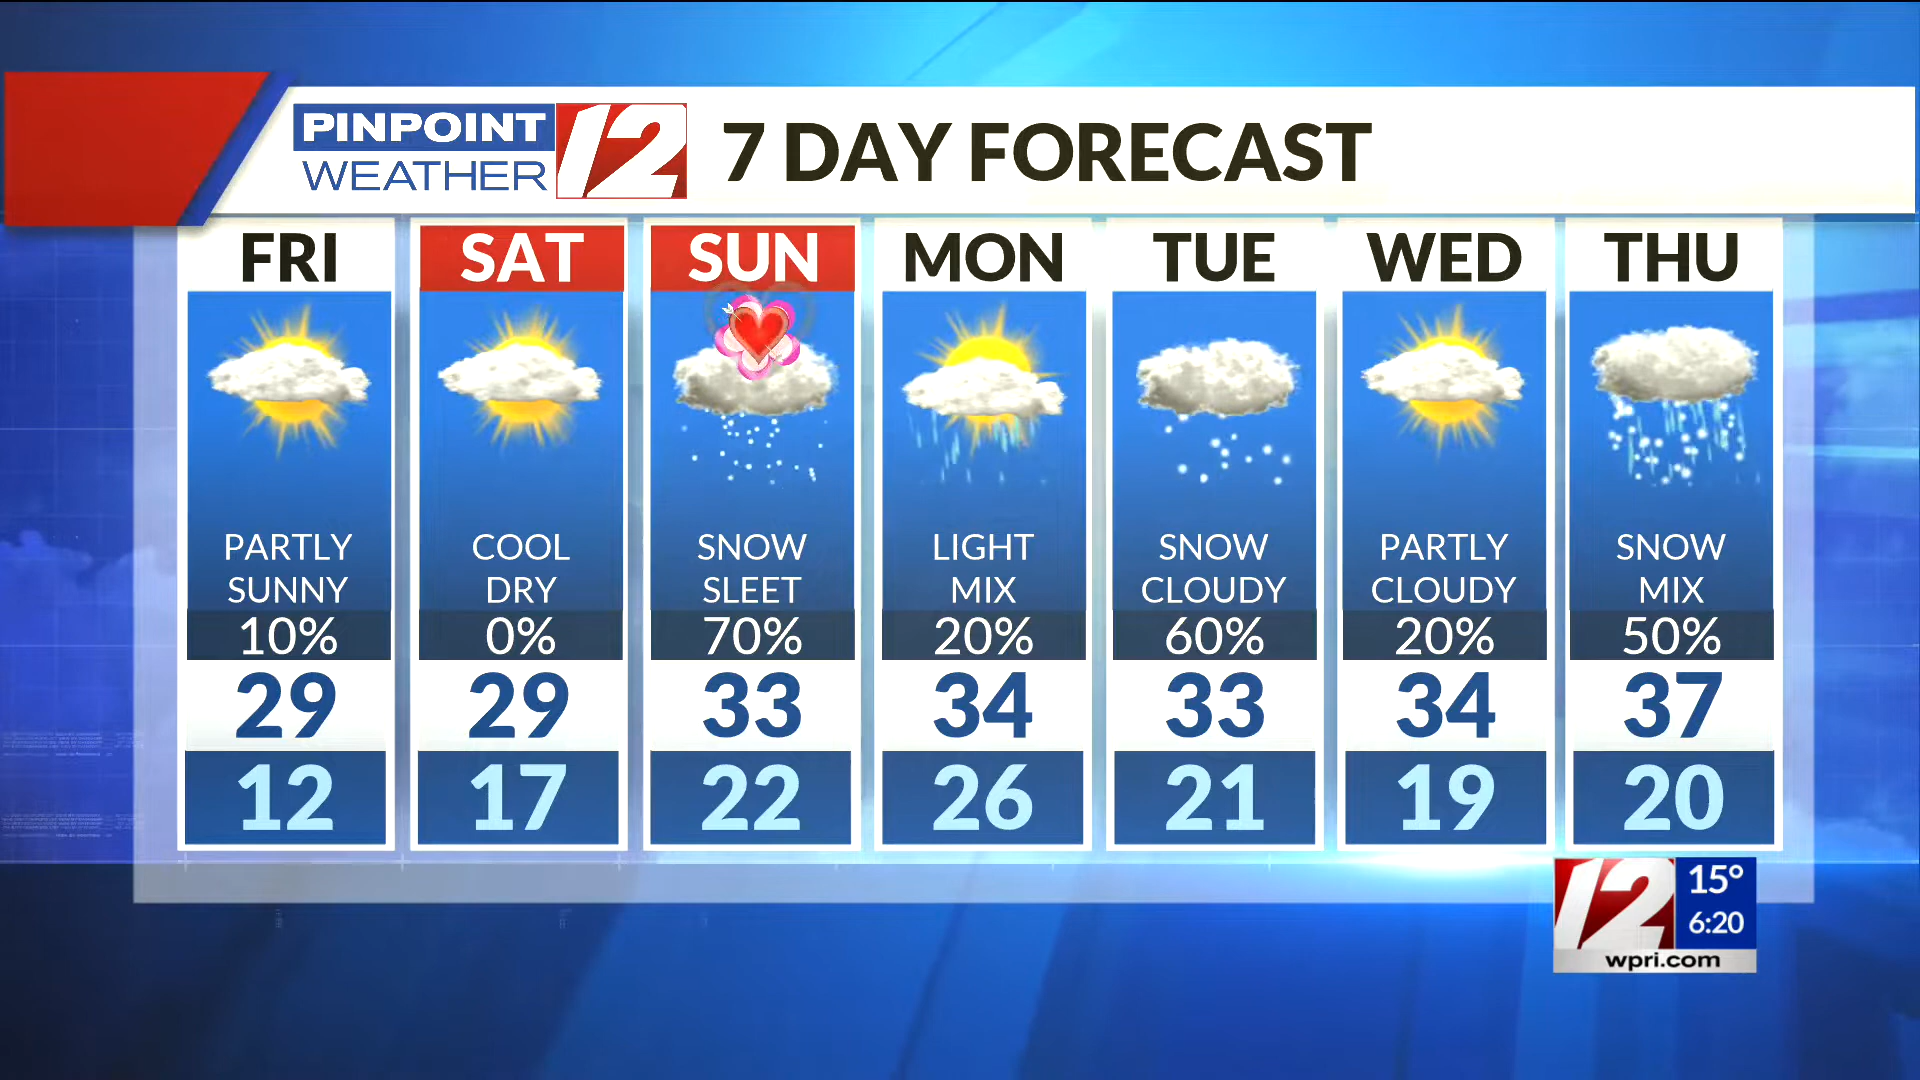 PINPOINT
WEATHER
12
7 DAY FORECAST
FRI SAT SUN MON TUE WED THU
PARTLY COOL SNOW LIGHT SNOW PARTLY SNOW
SUNNY DRY SLEET MIX CLOUDY CLOUDY MIX
10% 0% 70% 20% 60% 20% 50%
29 29 33 34 33 34 37
12 17 22 26 21 19 20
12
15°
6:20
wpri.com